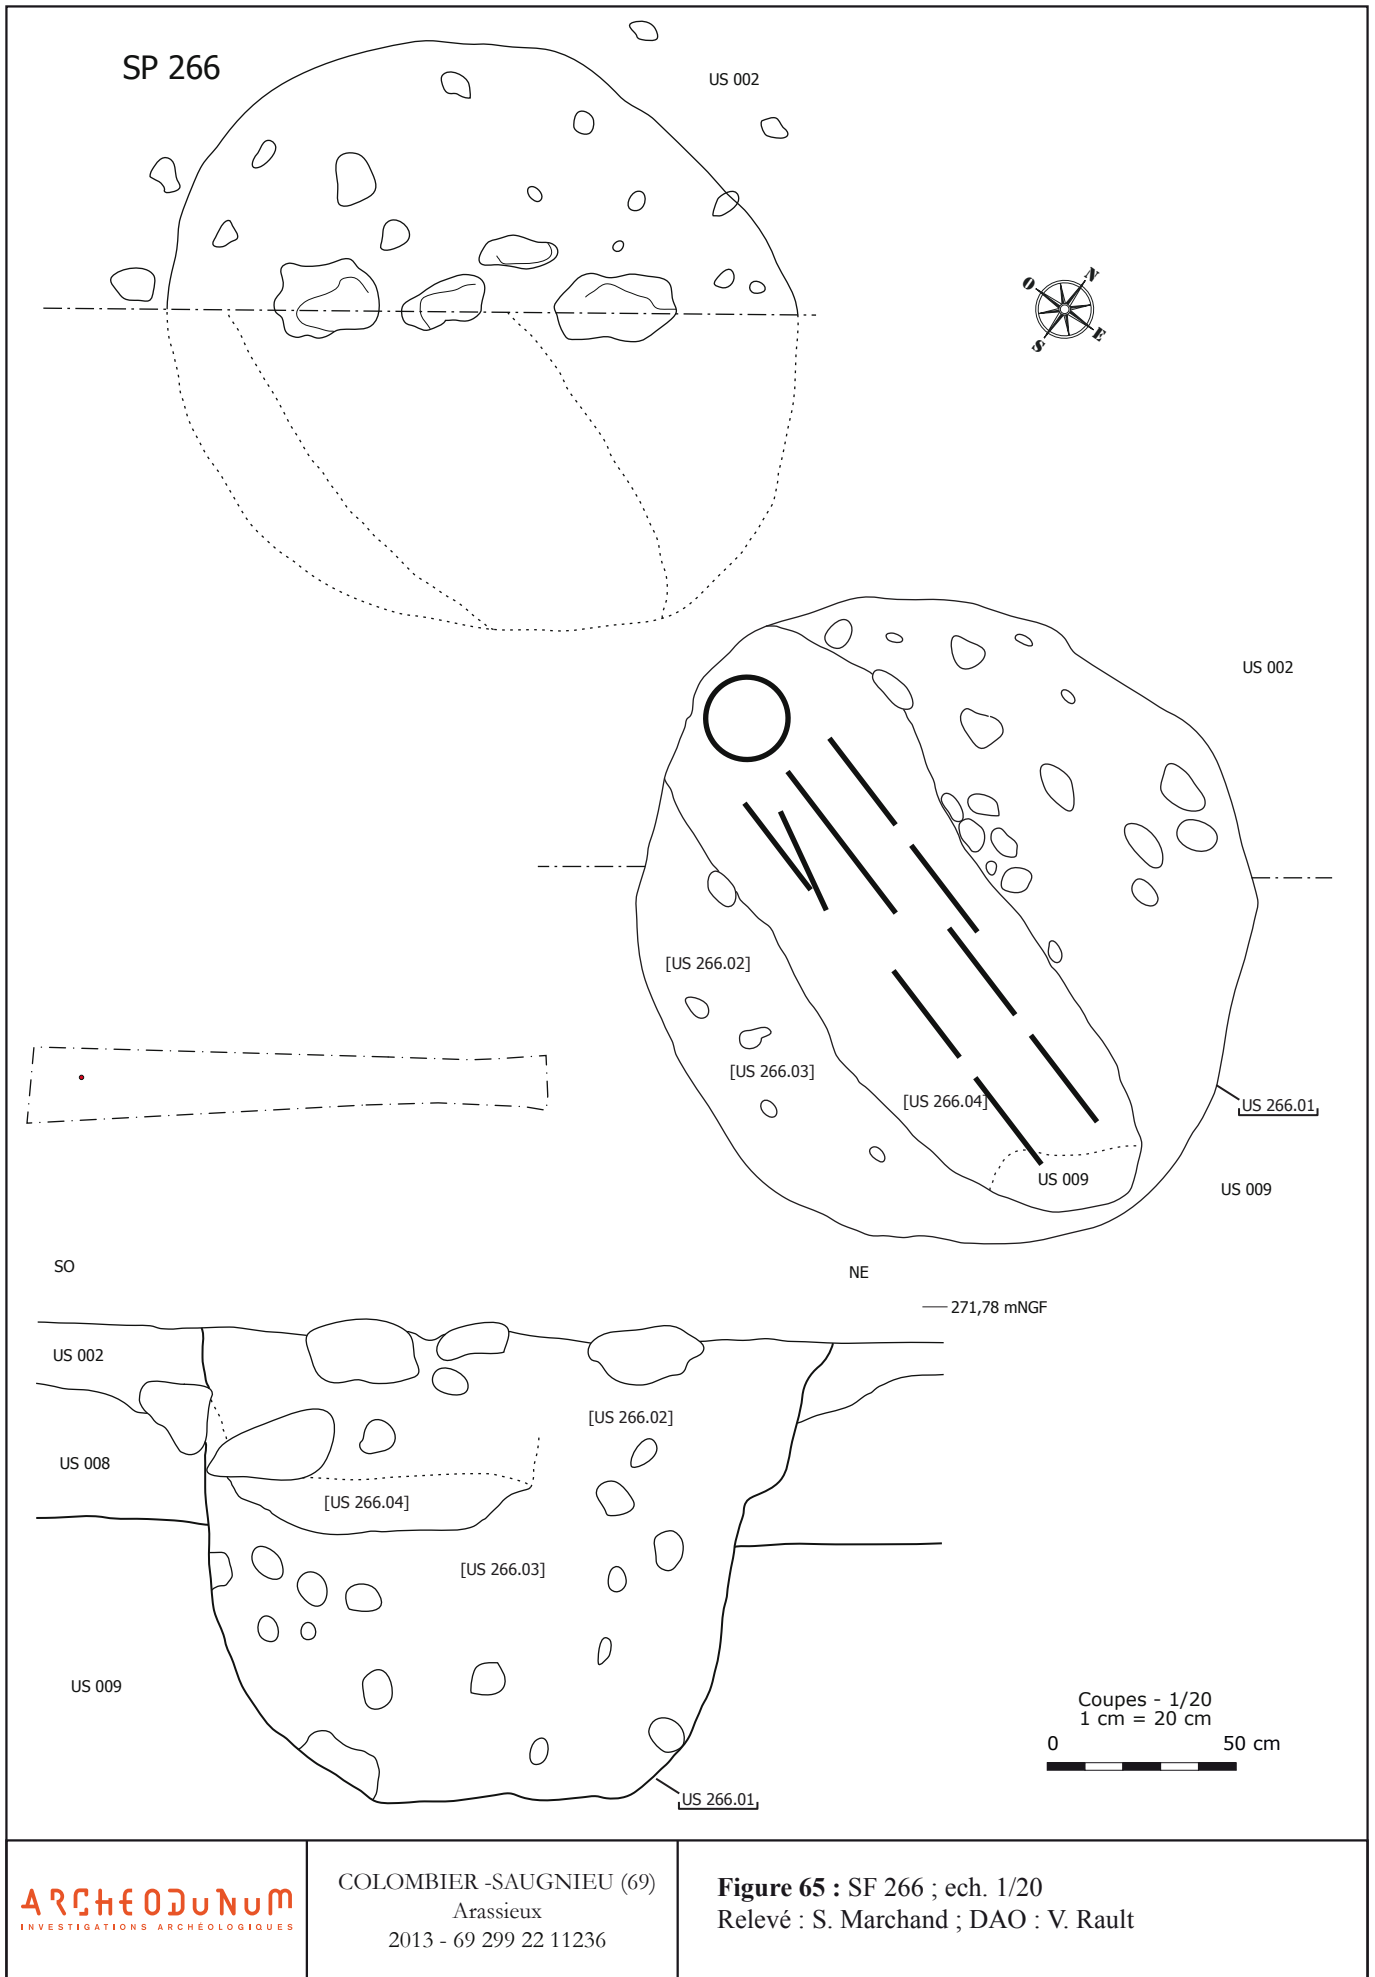 SP 266
US 002
N
O
E
S
US 002
[US 266.02]
[US 266.03]
[US 266.04]
US 266.01
US 009
US 009
SO
NE
271,78 mNGF
US 002
[US 266.02]
US 008
[US 266.04]
[US 266.03]
US 009
US 266.01
Coupes - 1/20
1 cm = 20 cm
0 50 cm
ARCHEODUNUM
INVESTIGATIONS ARCHÉOLOGIQUES
COLOMBIER -SAUGNIEU (69)
Arassieux
2013 - 69 299 22 11236
Figure 65 : SF 266 ; ech. 1/20
Relevé : S. Marchand ; DAO : V. Rault